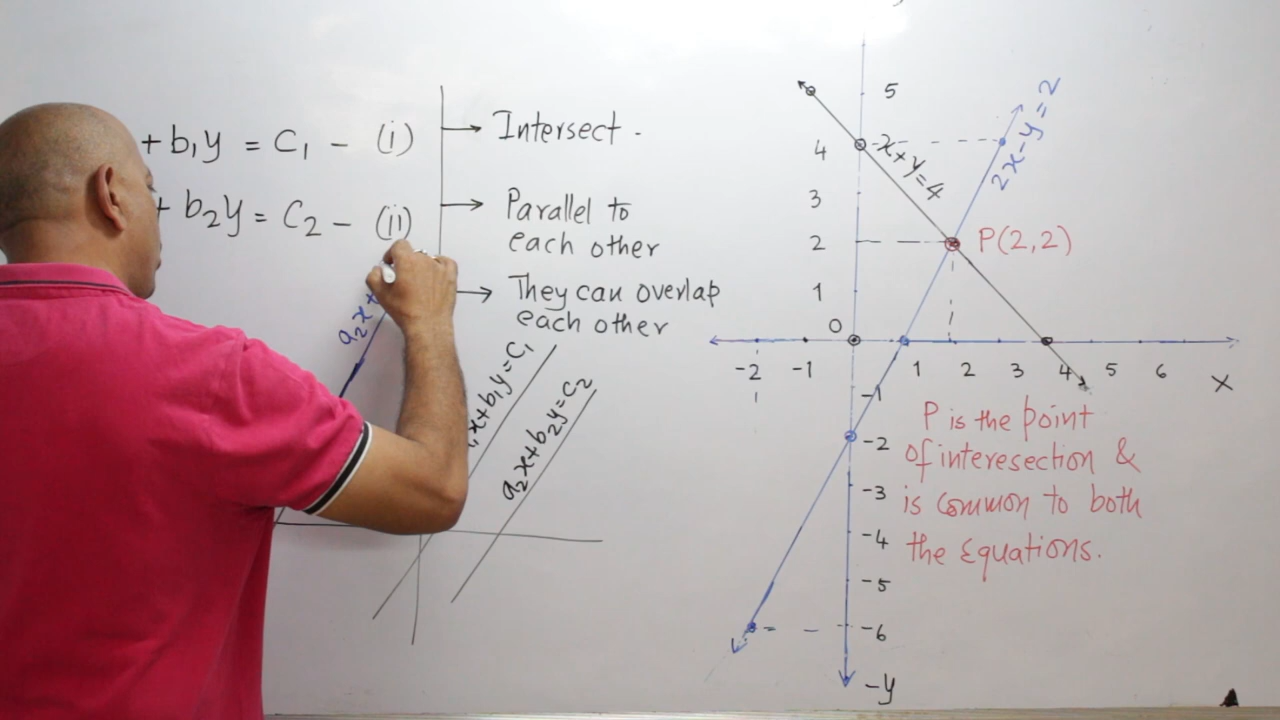 + b₁y = C₁ - (i)
+ b₂y = C₂ - (ii)
→ Intersect.
→ Parallel to
each other
→ They can overlap
each other
a₂x+
₁x+b₁y=C₁
a₂x+b₂y=C₂
5
4
3
2
1
0
-2 -1 1 2 3 4 5 6
X
-1
-2
-3
-4
-5
-6
-y
x+y=4
2x-y=2
P(2,2)
P is the point
of interesection &
is common to both
the Equations.